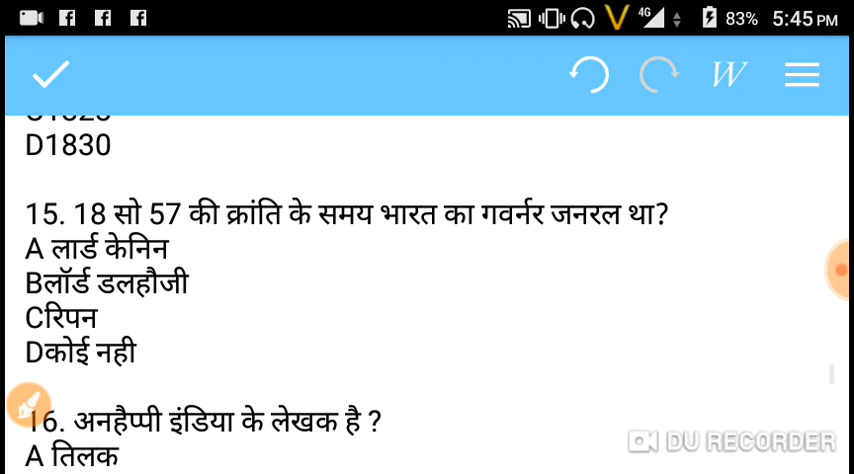 4G 83% 5:45 PM
W
D1830
15. 18 सो 57 की क्रांति के समय भारत का गवर्नर जनरल था?
A लार्ड केनिन
Bलॉर्ड डलहौजी
Cरिपन
Dकोई नही
16. अनहैप्पी इंडिया के लेखक है ?
A तिलक
DU RECORDER